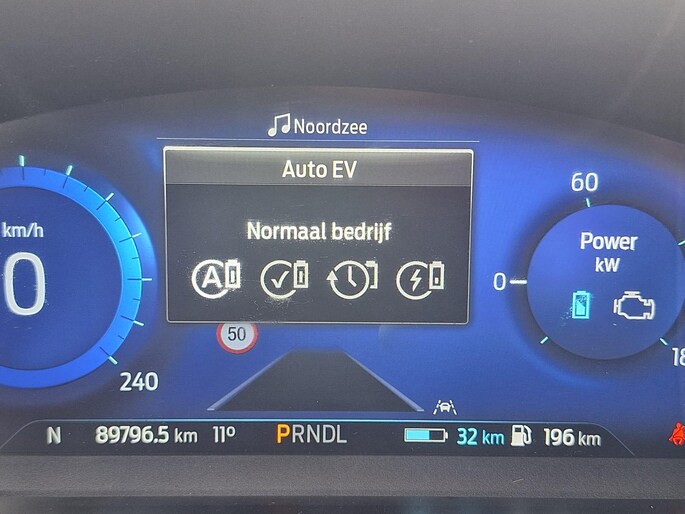 Noordzee
Auto EV
Normaal bedrijf
A
km/h
0
240
50
60
Power
kW
0
N 89796.5 km 11° PRNDL 32 km 196 km